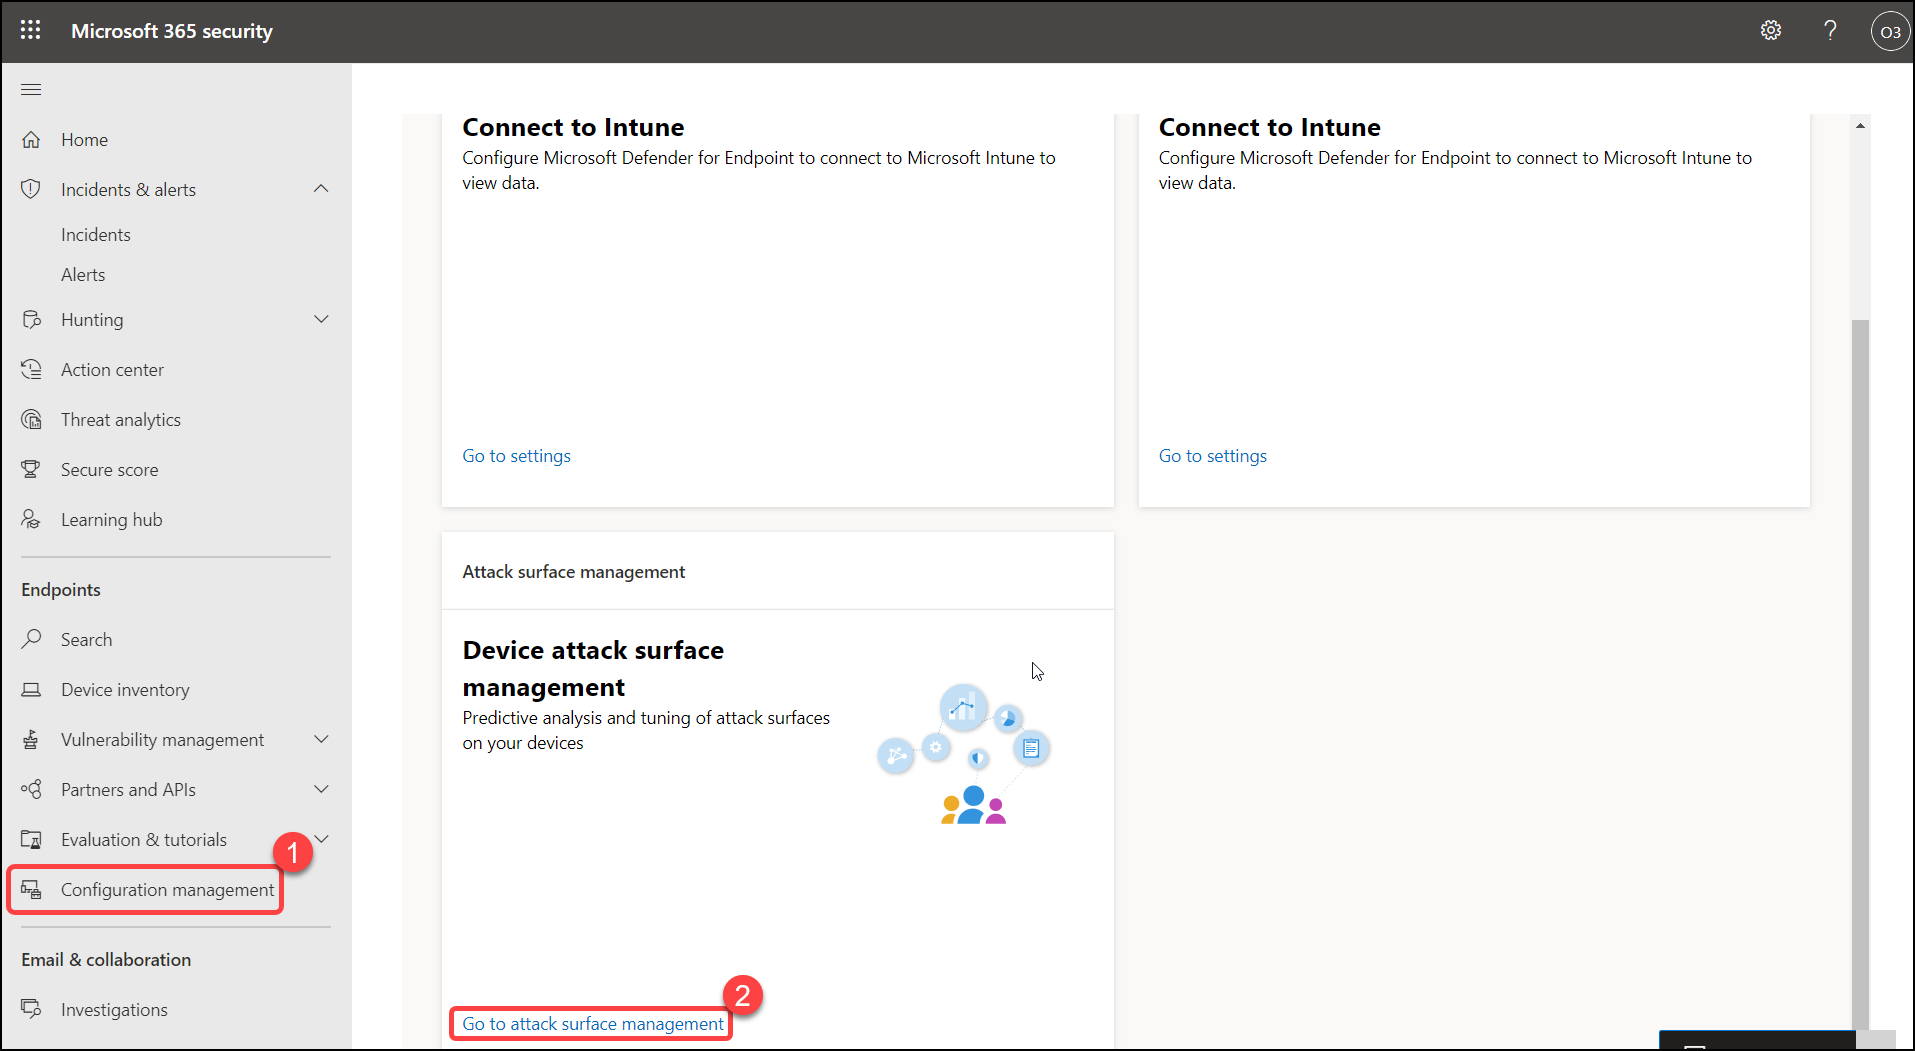 Microsoft 365 security
?
O3
Home
Incidents & alerts
Incidents
Alerts
Hunting
Action center
Threat analytics
Secure score
Learning hub
Endpoints
Search
Device inventory
Vulnerability management
Partners and APIs
Evaluation & tutorials
1
Configuration management
Email & collaboration
Investigations
Connect to Intune
Configure Microsoft Defender for Endpoint to connect to Microsoft Intune to
view data.
Go to settings
Connect to Intune
Configure Microsoft Defender for Endpoint to connect to Microsoft Intune to
view data.
Go to settings
Attack surface management
Device attack surface
management
Predictive analysis and tuning of attack surfaces
on your devices
2
Go to attack surface management